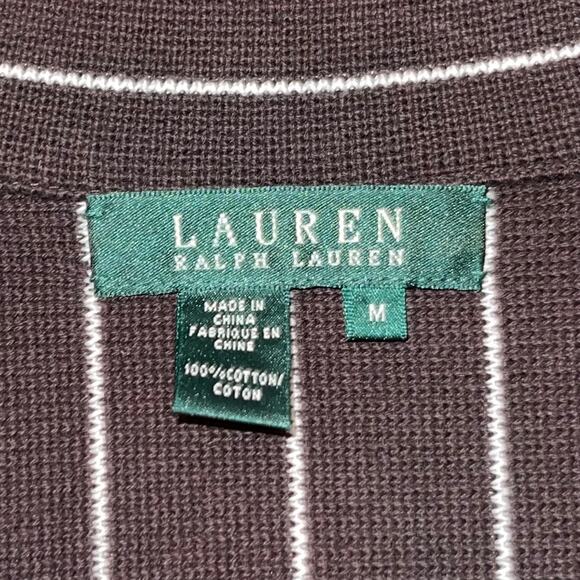 LAUREN
RALPH LAUREN
MADE IN
CHINA
FABRIQUE EN
CHINE
100%COTTON/
COTON
M